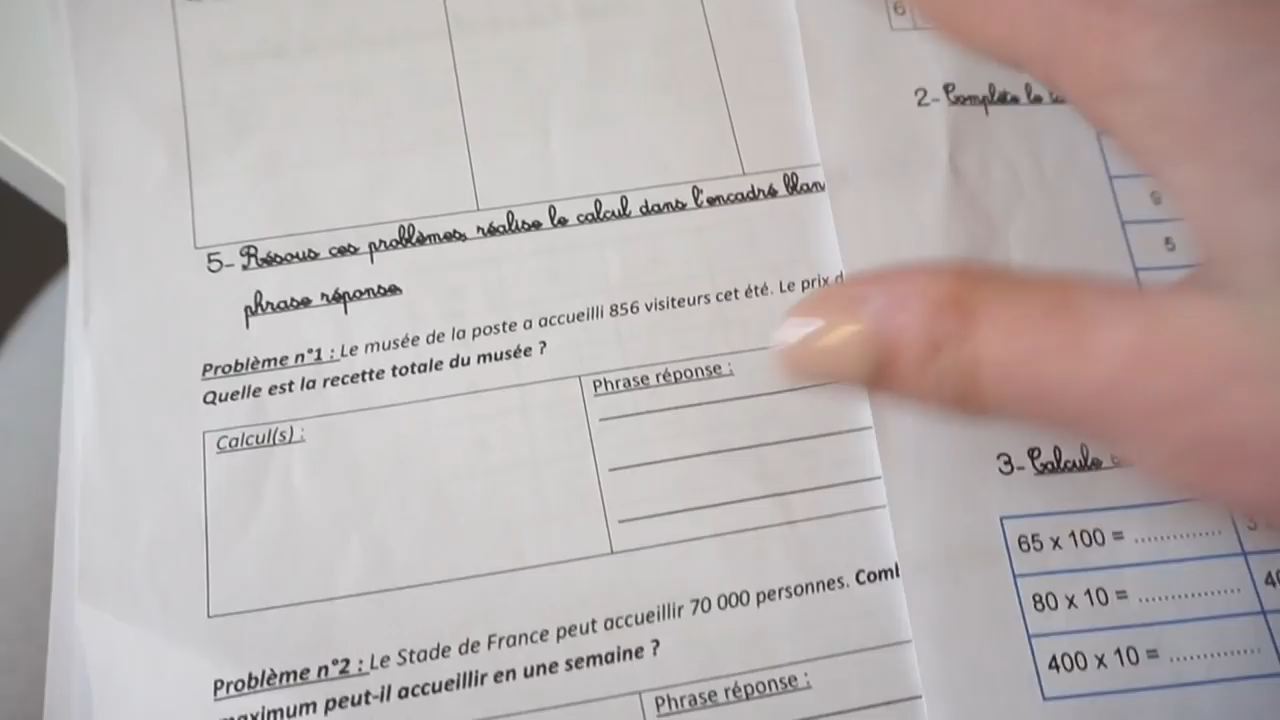 5- Résous ces problèmes, réalise le calcul dans l'encadré
phrase réponse
Problème n°1 : Le musée de la poste a accueilli 856 visiteurs cet été. Le prix
Quelle est la recette totale du musée ?
Calcul(s) :
Phrase réponse :
Problème n°2 : Le Stade de France peut accueillir 70 000 personnes.
maximum peut-il accueillir en une semaine ?
Phrase réponse :
6
2- Complète
5
3- Calcule
65 x 100 = ..............
80 x 10 = ................
400 x 10 = ..............